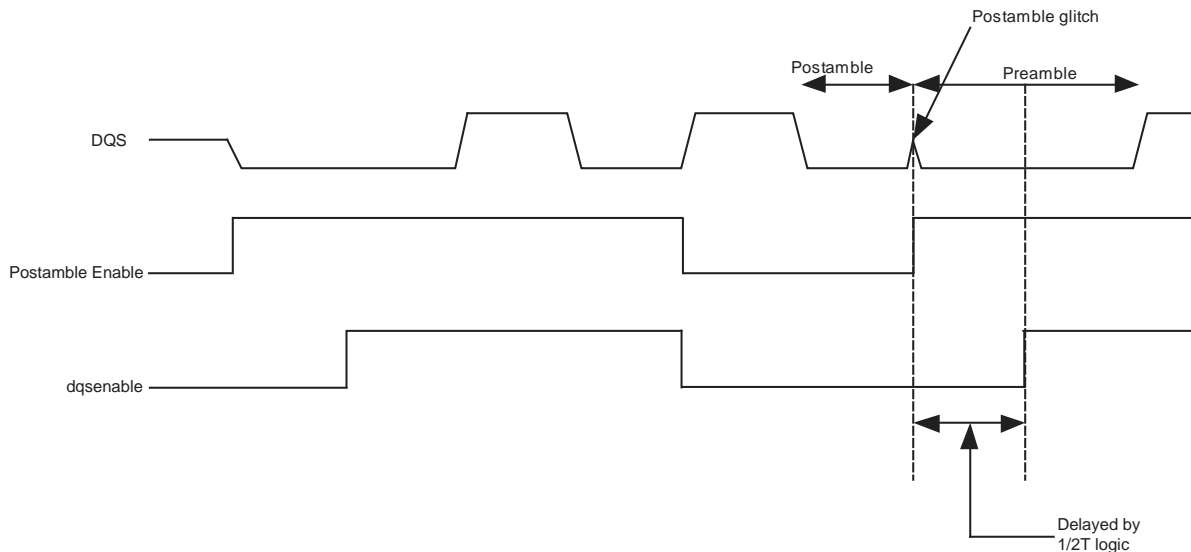 Postamble glitch
Postamble
Preamble
DQS
Postamble Enable
dqsenable
Delayed by
1/2T logic